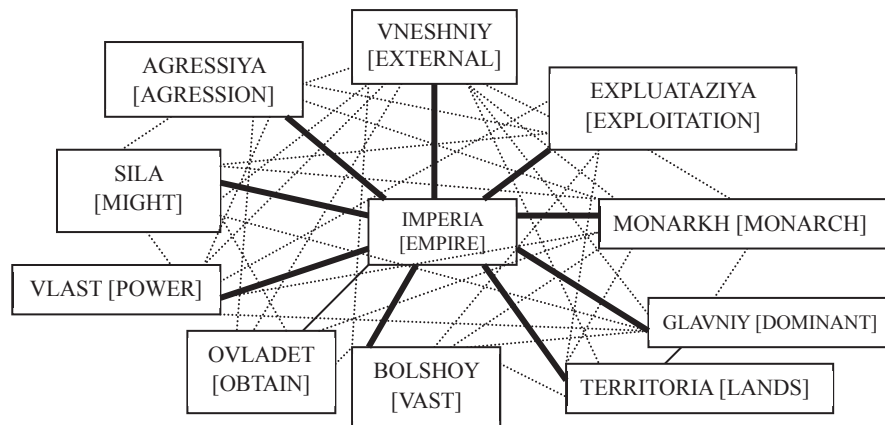 VNESHNIY
[EXTERNAL]
AGRESSIYA
[AGRESSION]
EXPLUATAZIYA
[EXPLOITATION]
SILA
[MIGHT]
IMPERIA
[EMPIRE]
MONARKH [MONARCH]
VLAST [POWER]
GLAVNIY [DOMINANT]
OVLADET
[OBTAIN]
BOLSHOY
[VAST]
TERRITORIA [LANDS]